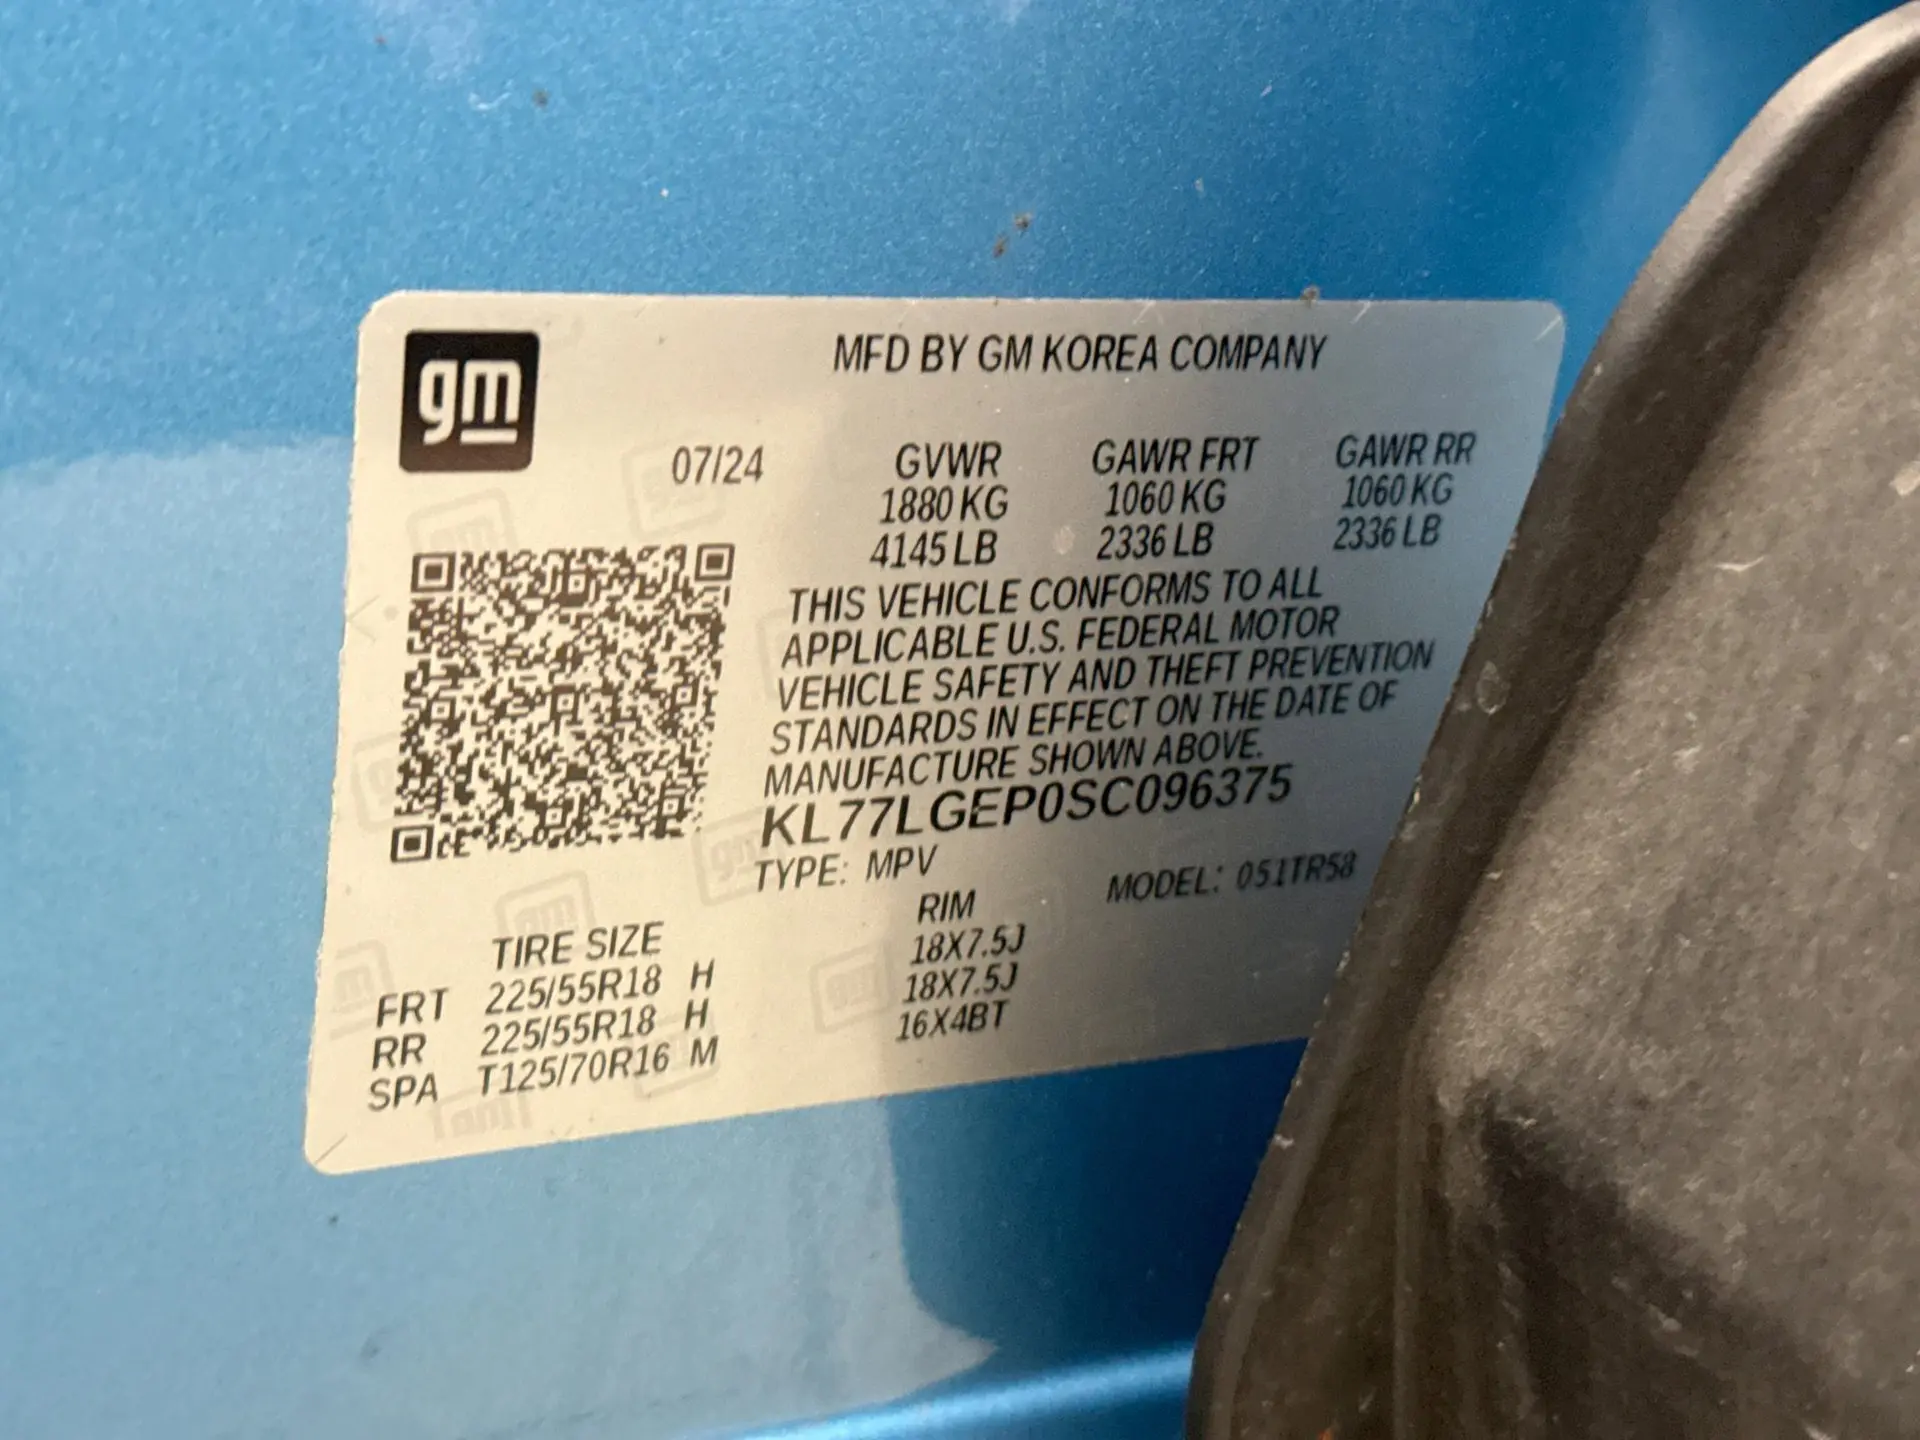 gm
MFD BY GM KOREA COMPANY
07/24 GVWR GAWR FRT GAWR RR
1880 KG 1060 KG 1060 KG
4145 LB 2336 LB 2336 LB
THIS VEHICLE CONFORMS TO ALL
APPLICABLE U.S. FEDERAL MOTOR
VEHICLE SAFETY AND THEFT PREVENTION
STANDARDS IN EFFECT ON THE DATE OF
MANUFACTURE SHOWN ABOVE.
KL77LGEP0SC096375
TYPE: MPV MODEL: 051TR58
TIRE SIZE RIM
FRT 225/55R18 H 18X7.5J
RR 225/55R18 H 18X7.5J
SPA T125/70R16 M 16X4BT